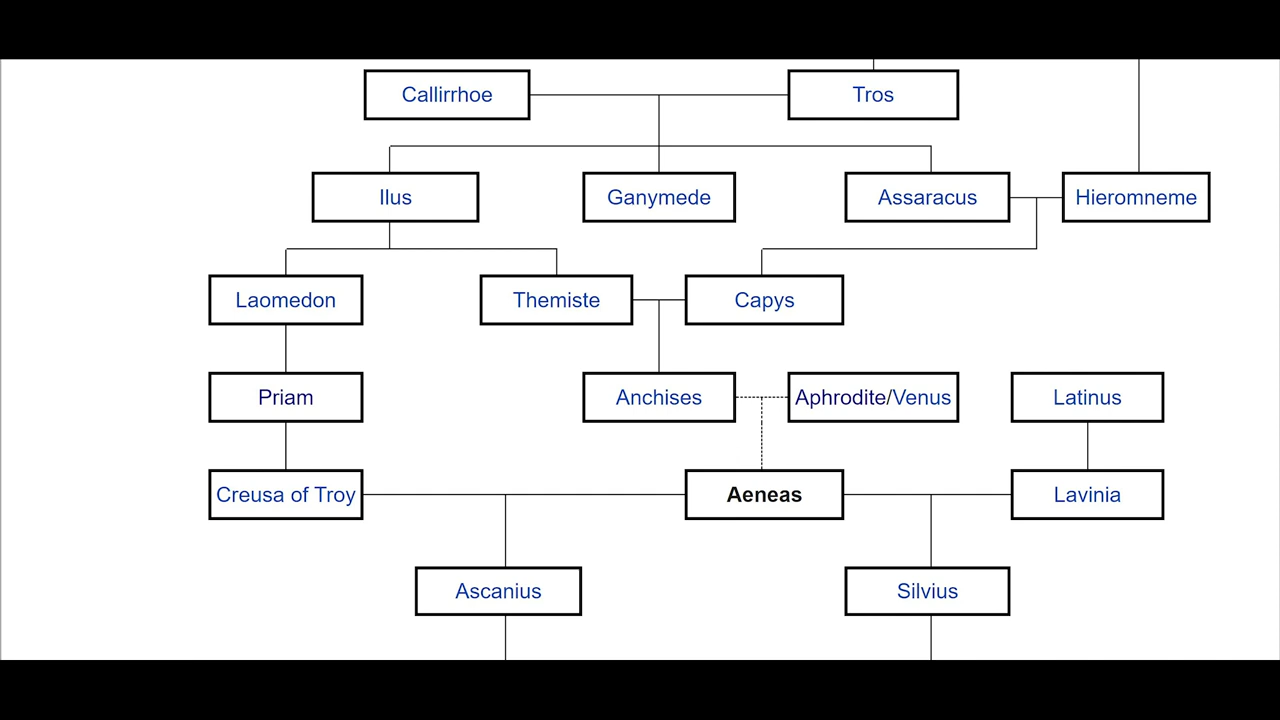 Callirrhoe
Tros
Ilus
Ganymede
Assaracus
Hieromneme
Laomedon
Themiste
Capys
Priam
Anchises
Aphrodite/Venus
Latinus
Creusa of Troy
Aeneas
Lavinia
Ascanius
Silvius